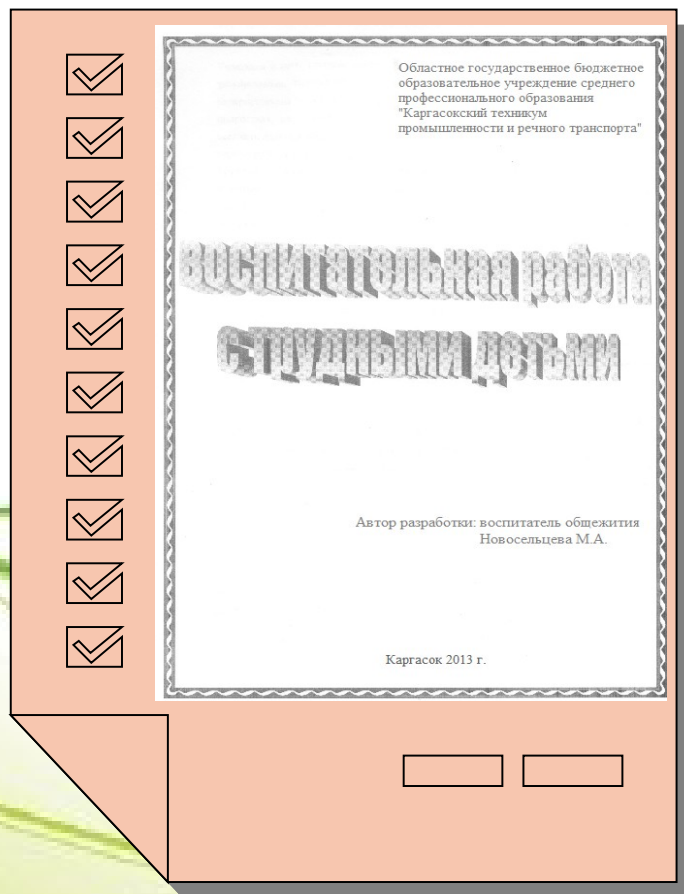 Областное государственное бюджетное
образовательное учреждение среднего
профессионального образования
"Каргасокский техникум
промышленности и речного транспорта"
воспитательная работа
с трудными детьми
Автор разработки: воспитатель общежития
Новосельцева М.А.
Каргасок 2013 г.